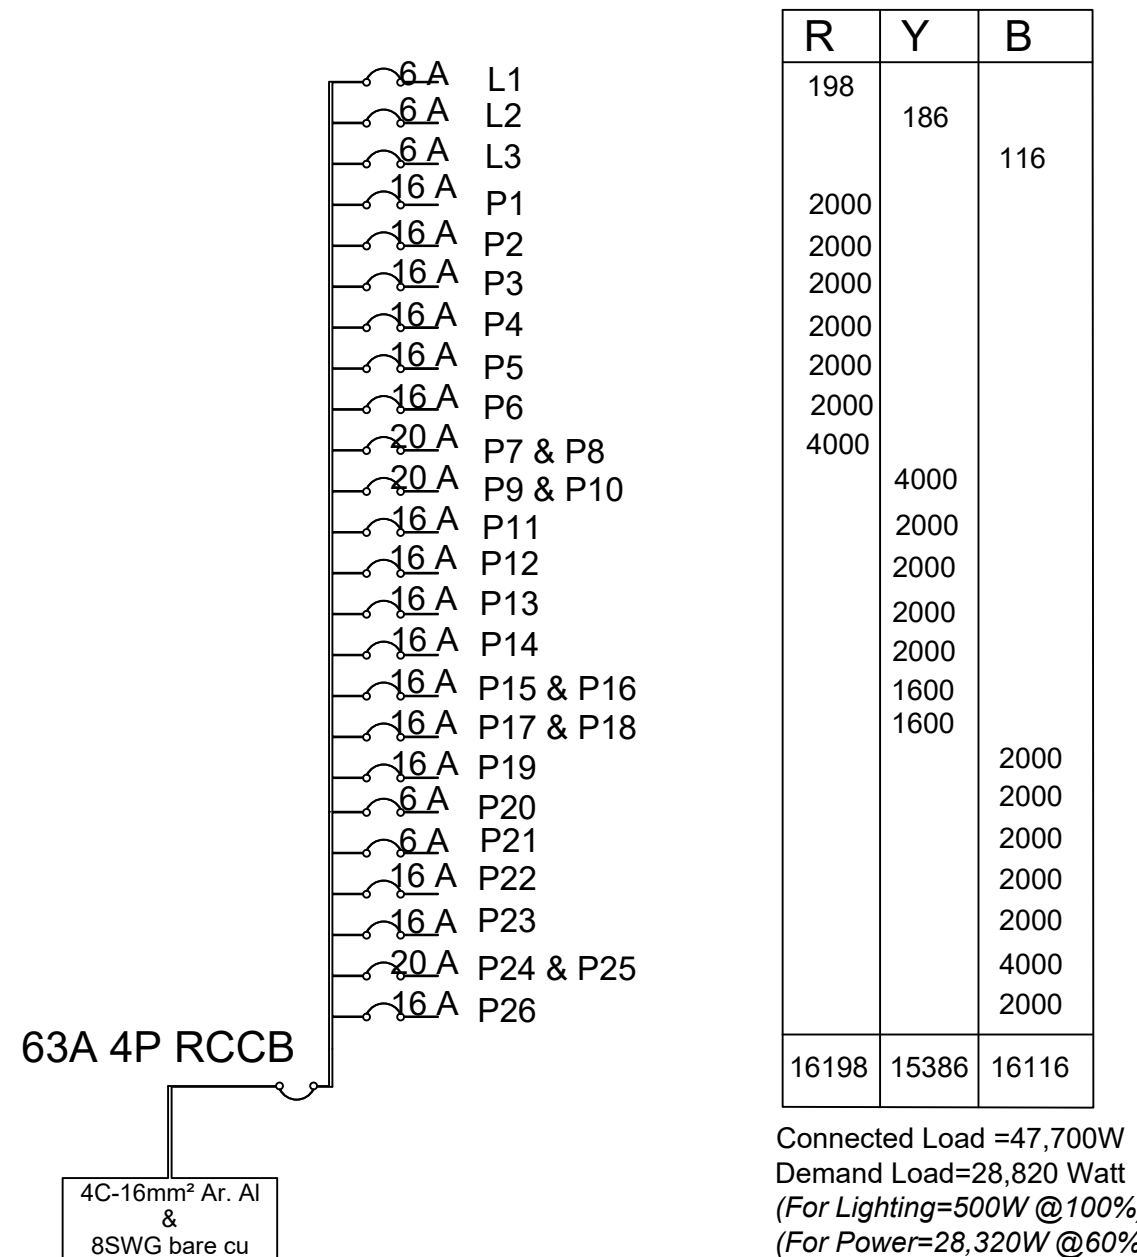 R Y B
6 A L1 198
6 A L2 186
6 A L3 116
16 A P1 2000
16 A P2 2000
16 A P3 2000
16 A P4 2000
16 A P5 2000
16 A P6 2000
20 A P7 & P8 4000
20 A P9 & P10 4000
16 A P11 2000
16 A P12 2000
16 A P13 2000
16 A P14 2000
16 A P15 & P16 1600
16 A P17 & P18 1600
16 A P19 2000
6 A P20 2000
6 A P21 2000
16 A P22 2000
16 A P23 2000
20 A P24 & P25 4000
16 A P26 2000
63A 4P RCCB
16198 15386 16116
4C-16mm² Ar. Al
&
8SWG bare cu
Connected Load =47,700W
Demand Load=28,820 Watt
(For Lighting=500W @100%)
(For Power=28,320W @60%